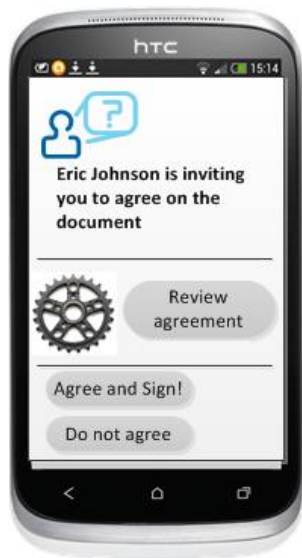 hTC
15:14
?
Eric Johnson is inviting
you to agree on the
document
Review
agreement
Agree and Sign!
Do not agree